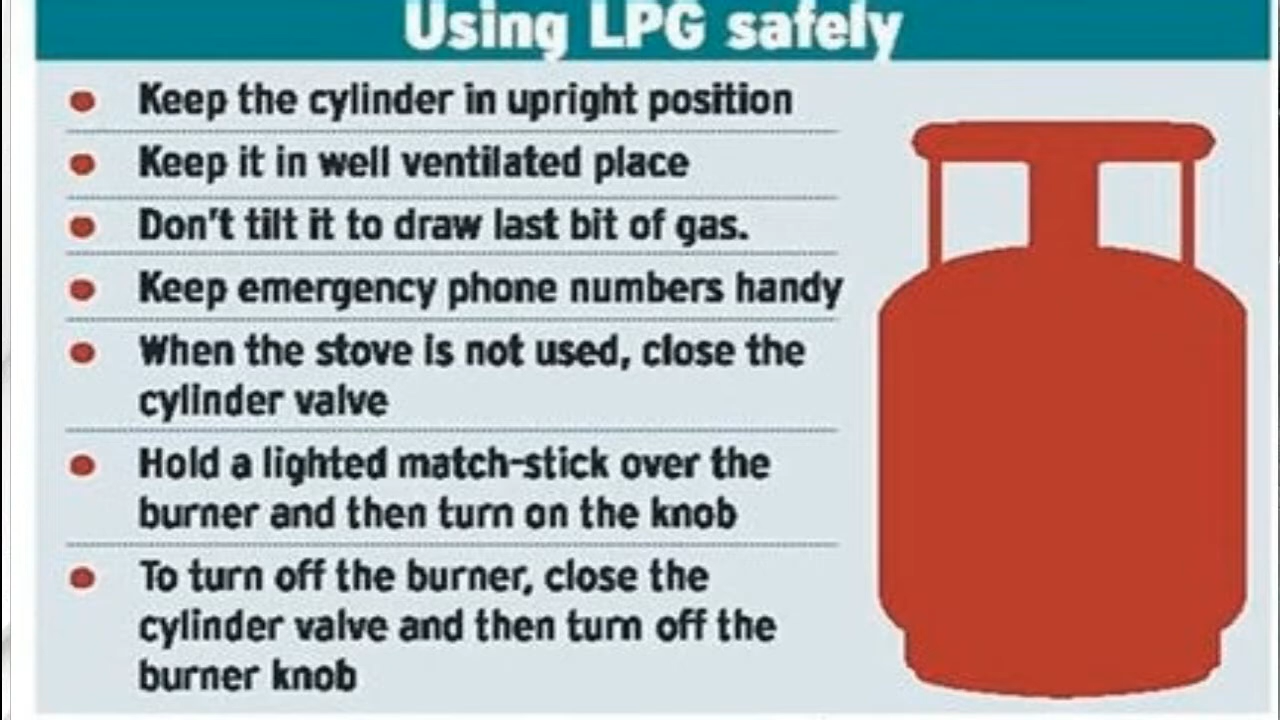 Using LPG safely
Keep the cylinder in upright position
Keep it in well ventilated place
Don't tilt it to draw last bit of gas.
Keep emergency phone numbers handy
When the stove is not used, close the
cylinder valve
Hold a lighted match-stick over the
burner and then turn on the knob
To turn off the burner, close the
cylinder valve and then turn off the
burner knob